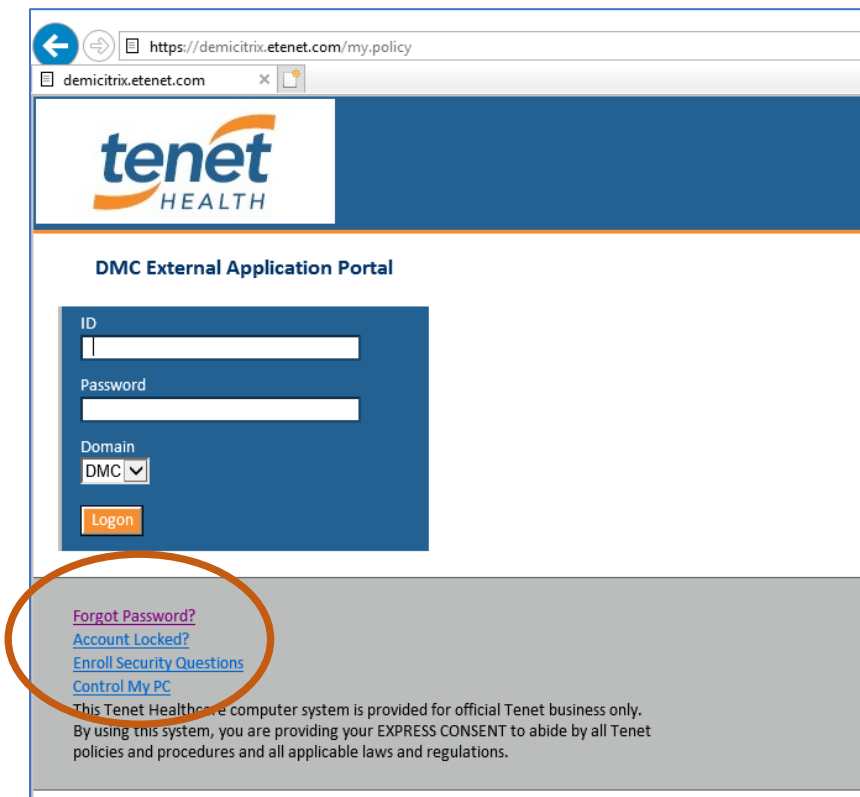 https://demicitrix.etenet.com/my.policy
demicitrix.etenet.com
tenet
HEALTH
DMC External Application Portal
ID
Password
Domain
DMC
Logon
Forgot Password?
Account Locked?
Enroll Security Questions
Control My PC
This Tenet Healthcare computer system is provided for official Tenet business only.
By using this system, you are providing your EXPRESS CONSENT to abide by all Tenet
policies and procedures and all applicable laws and regulations.